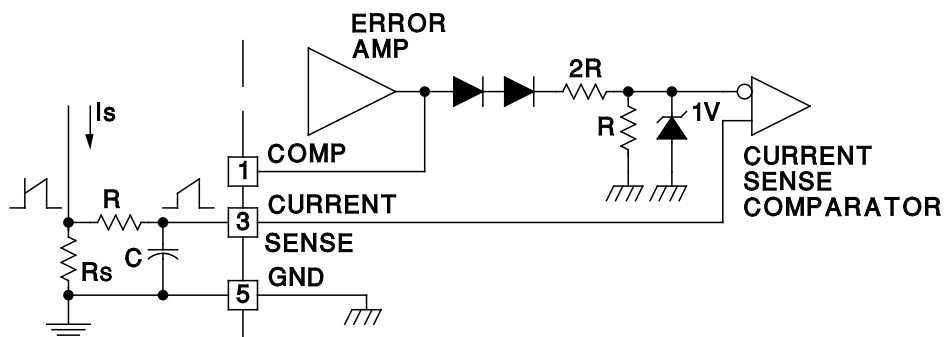 ERROR
AMP
2R
Is
R
1V
1
COMP
CURRENT
SENSE
COMPARATOR
R
3
CURRENT
SENSE
Rs
C
5
GND